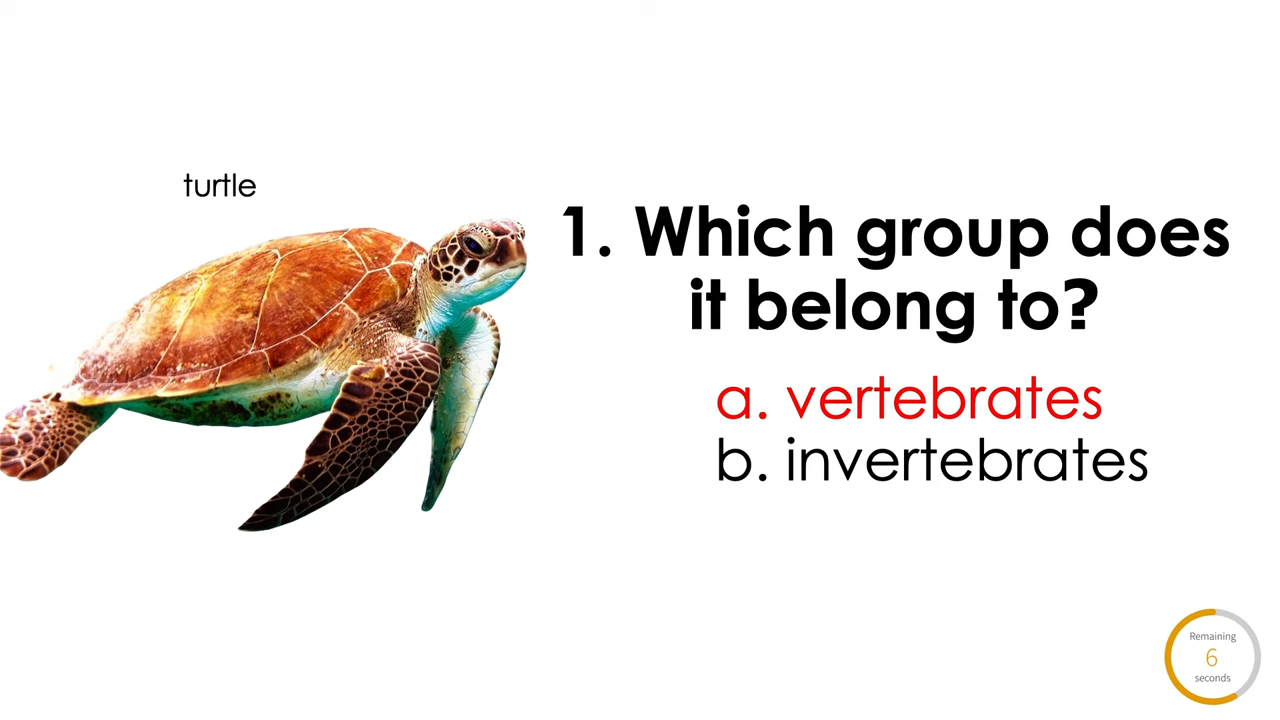 turtle
1. Which group does
it belong to?
a. vertebrates
b. invertebrates
Remaining
6
seconds